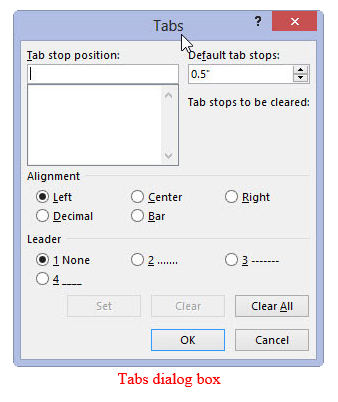 Tabs
?
Tab stop position: Default tab stops:
0.5"
Tab stops to be cleared:
Alignment
Left Center Right
Decimal Bar
Leader
1 None 2 ....... 3 -------
4 ____
Set Clear Clear All
OK Cancel
Tabs dialog box